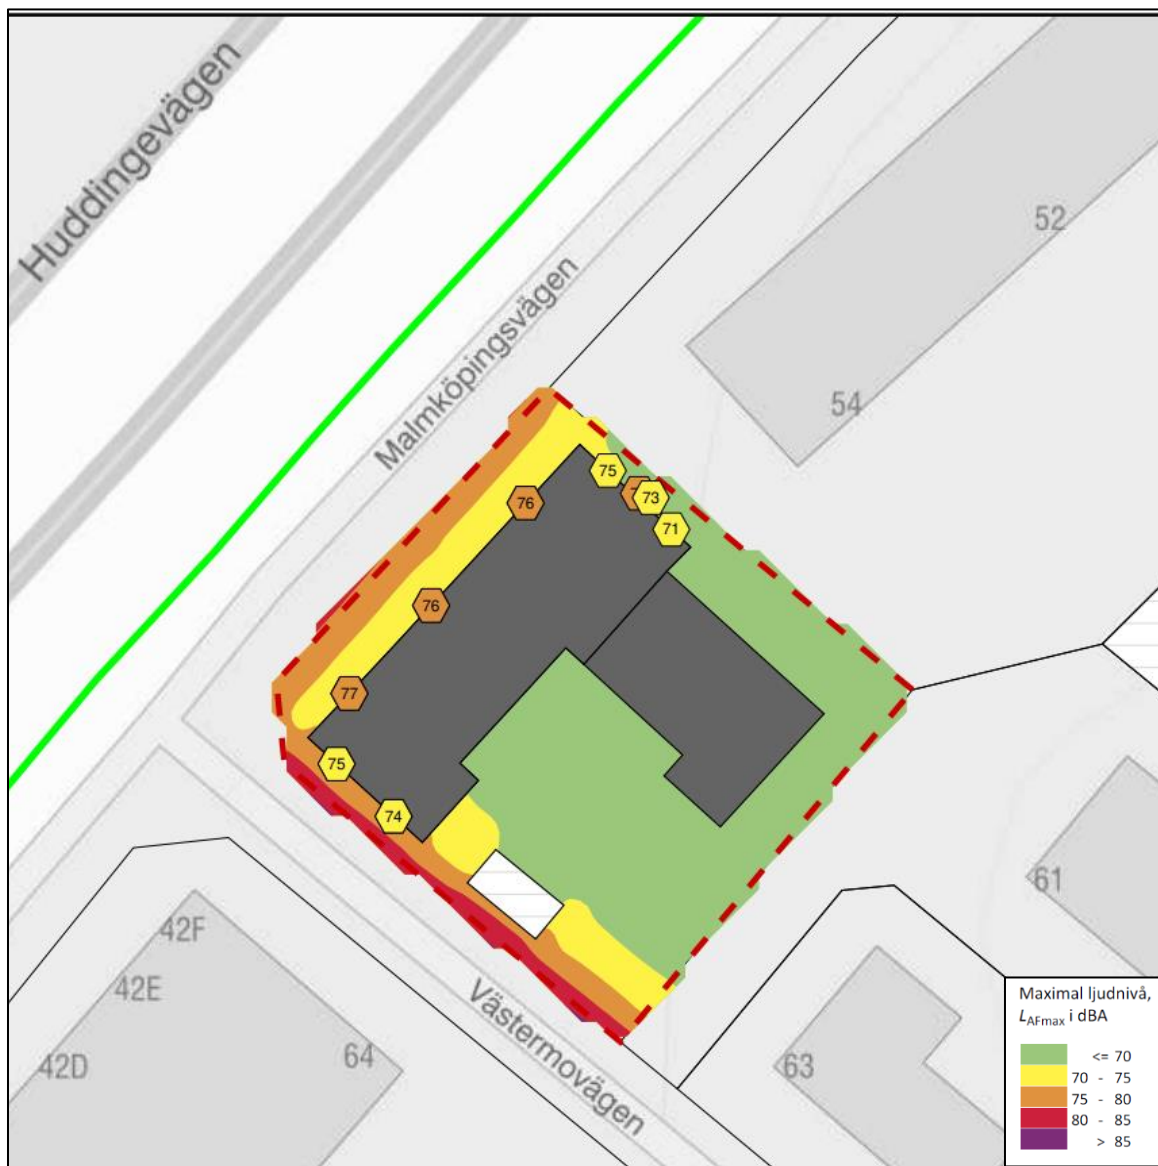 Huddingevägen
Malmköpingsvägen
52
54
75
73
76
71
76
77
75
74
61
42F
42E
42D
64
Västermovägen
63
Maximal ljudnivå,
LAFmax i dBA
<= 70
70 - 75
75 - 80
80 - 85
> 85